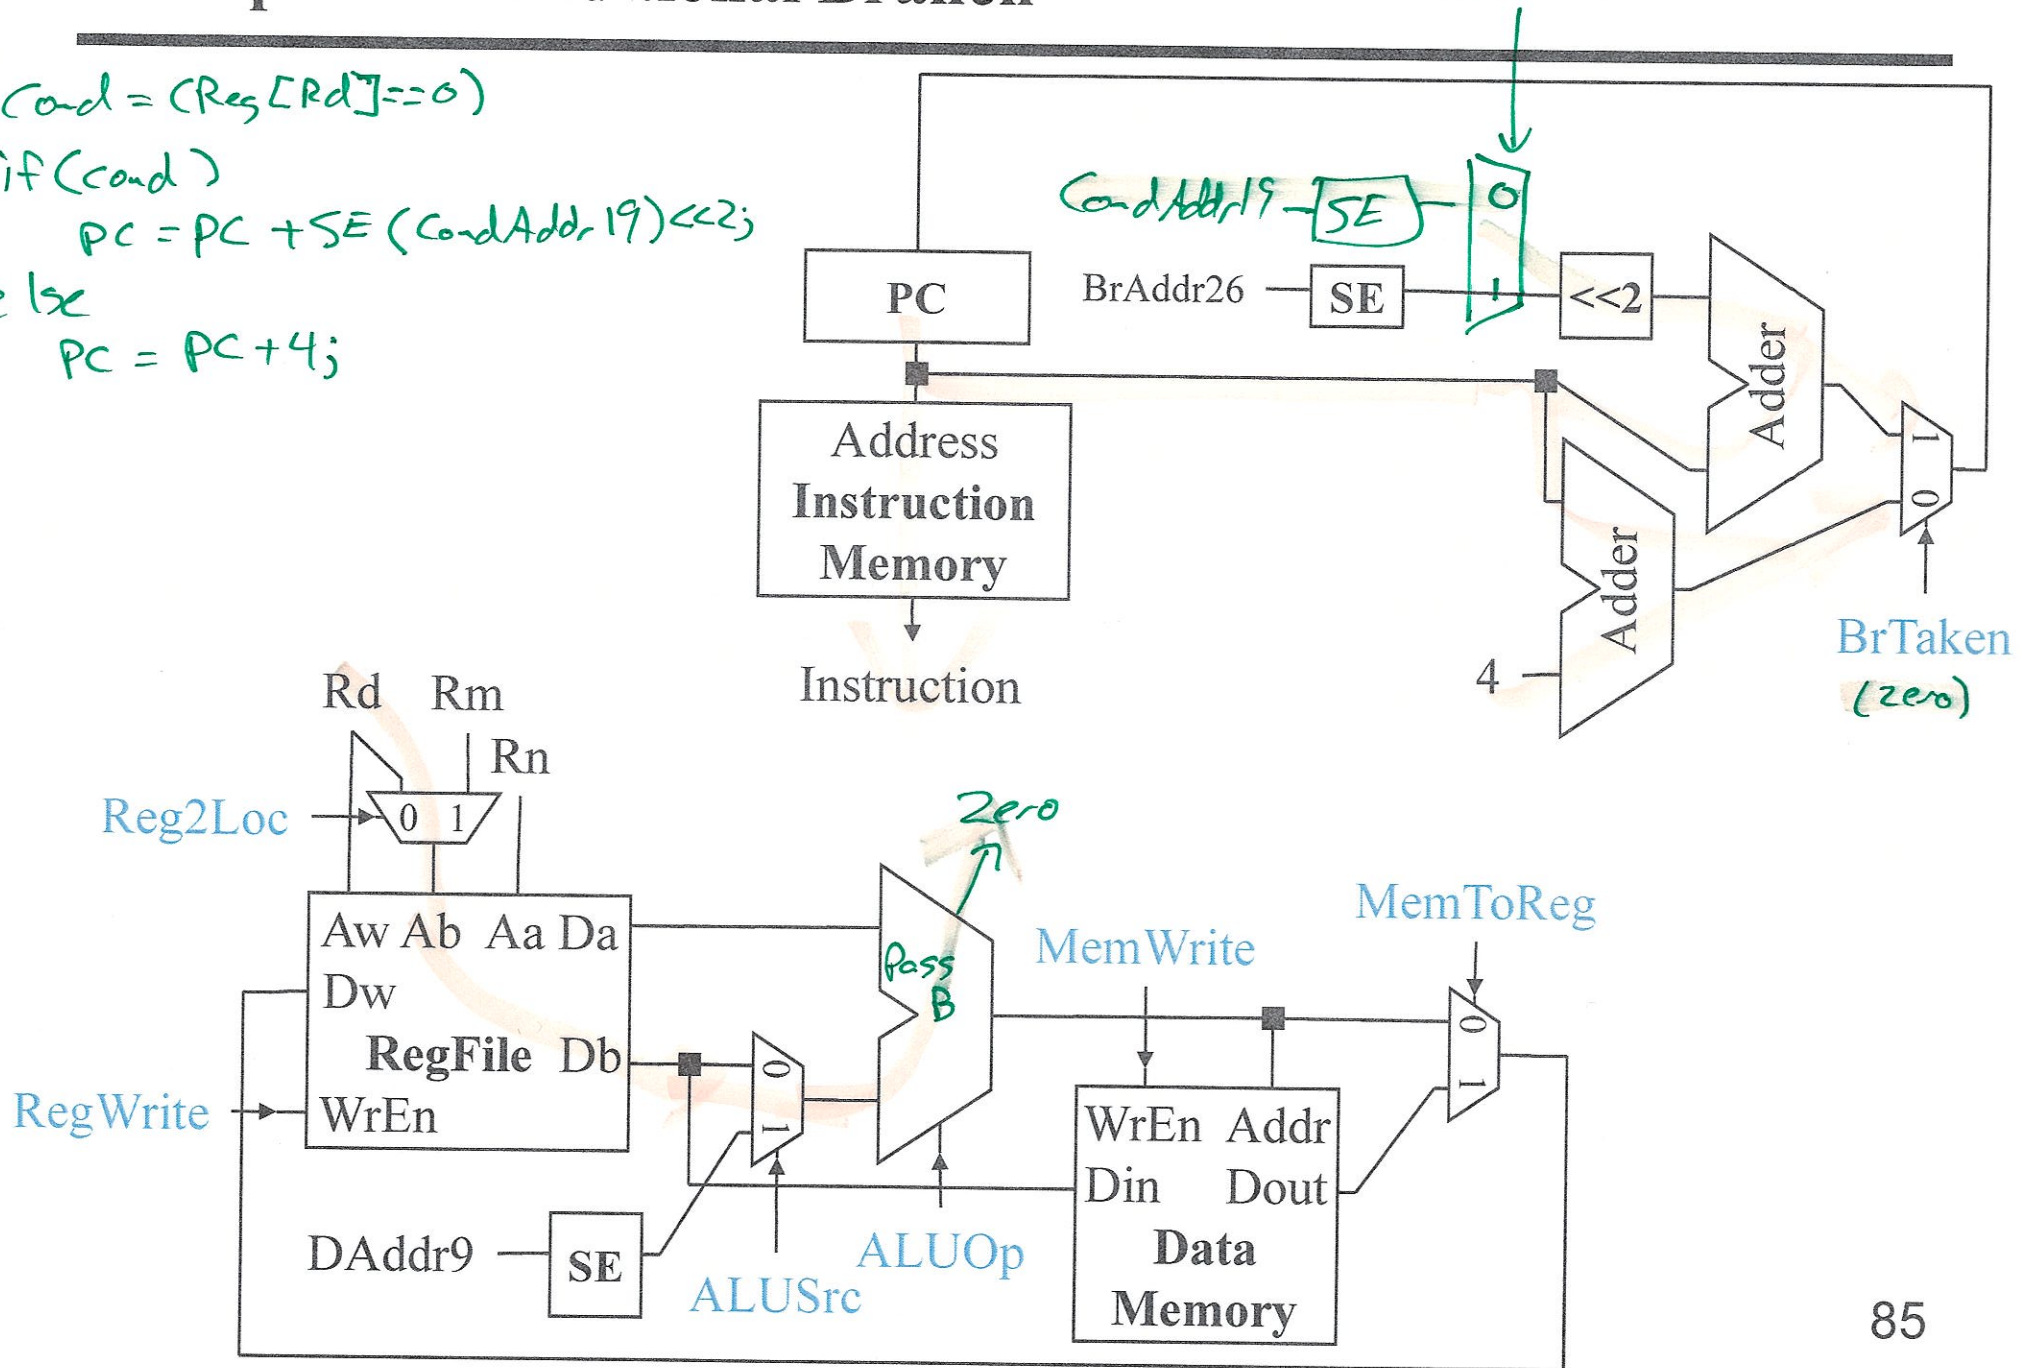 Cond = (Reg[Rd]==0)
if (cond)
PC = PC + SE (CondAddr19)<<2;
else
PC = PC+4;
CondAddr19
SE
0
1
PC
BrAddr26
SE
<<2
Adder
Address
Instruction
Memory
1
0
Adder
4
BrTaken
(zero)
Instruction
Rd
Rm
Rn
Reg2Loc
0 1
Zero
MemToReg
Aw Ab Aa Da
Pass
B
MemWrite
Dw
RegFile Db
0
1
0
1
RegWrite
WrEn
WrEn Addr
Din Dout
Data
Memory
DAddr9
SE
ALUOp
ALUSrc
85